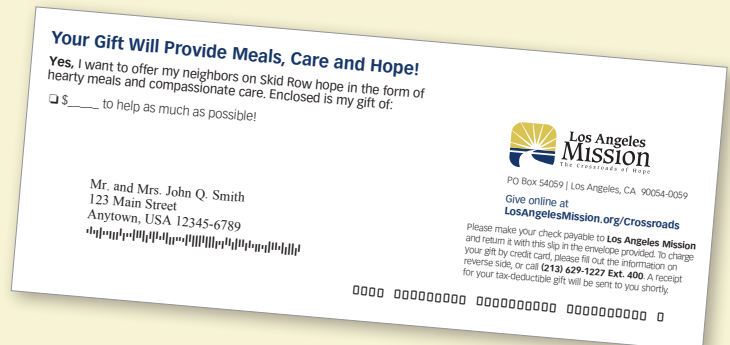 Your Gift Will Provide Meals, Care and Hope!
Yes, I want to offer my neighbors on Skid Row hope in the form of
hearty meals and compassionate care. Enclosed is my gift of:
❏ $_____ to help as much as possible!
Mr. and Mrs. John Q. Smith
123 Main Street
Anytown, USA 12345-6789
Los Angeles
Mission
The Crossroads of Hope
PO Box 54059 | Los Angeles, CA 90054-0059
Give online at
LosAngelesMission.org/Crossroads
Please make your check payable to Los Angeles Mission
and return it with this slip in the envelope provided. To charge
your gift by credit card, please fill out the information on
reverse side, or call (213) 629-1227 Ext. 400. A receipt
for your tax-deductible gift will be sent to you shortly.